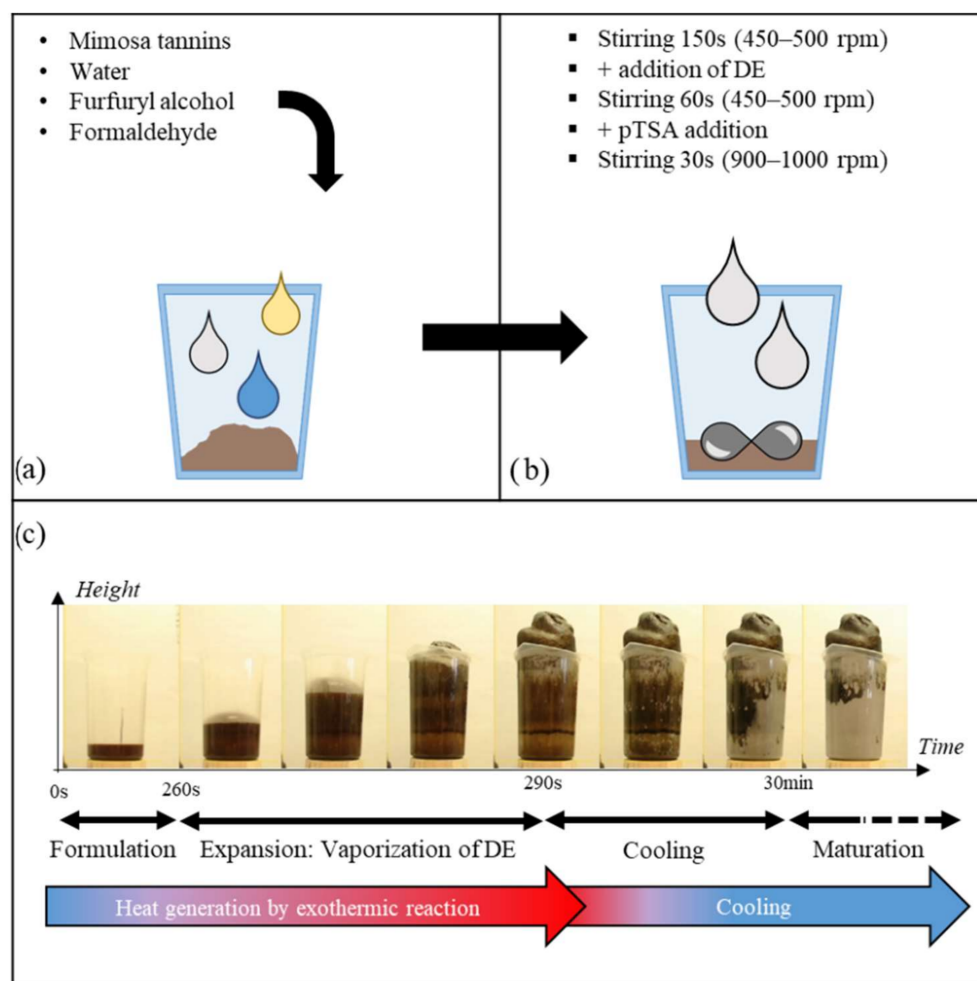 • Mimosa tannins
• Water
• Furfuryl alcohol
• Formaldehyde
(a)
▪ Stirring 150s (450–500 rpm)
▪ + addition of DE
▪ Stirring 60s (450–500 rpm)
▪ + pTSA addition
▪ Stirring 30s (900–1000 rpm)
(b)
(c)
Height
Time
0s 260s 290s 30min
Formulation Expansion: Vaporization of DE Cooling Maturation
Heat generation by exothermic reaction Cooling